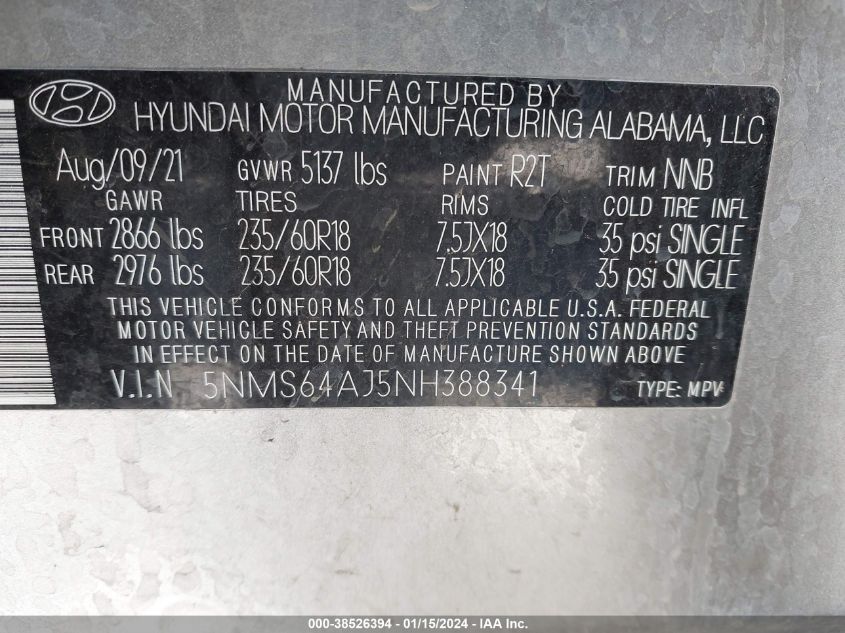 MANUFACTURED BY
HYUNDAI MOTOR MANUFACTURING ALABAMA, LLC
Aug/09/21 GVWR 5137 lbs PAINT R2T TRIM NNB
GAWR TIRES RIMS COLD TIRE INFL
FRONT 2866 lbs 235/60R18 7.5JX18 35 psi SINGLE
REAR 2976 lbs 235/60R18 7.5JX18 35 psi SINGLE
THIS VEHICLE CONFORMS TO ALL APPLICABLE U.S.A. FEDERAL
MOTOR VEHICLE SAFETY AND THEFT PREVENTION STANDARDS
IN EFFECT ON THE DATE OF MANUFACTURE SHOWN ABOVE
V.I.N 5NMS64AJ5NH388341 TYPE: MPV
000-38526394 - 01/15/2024 - IAA Inc.